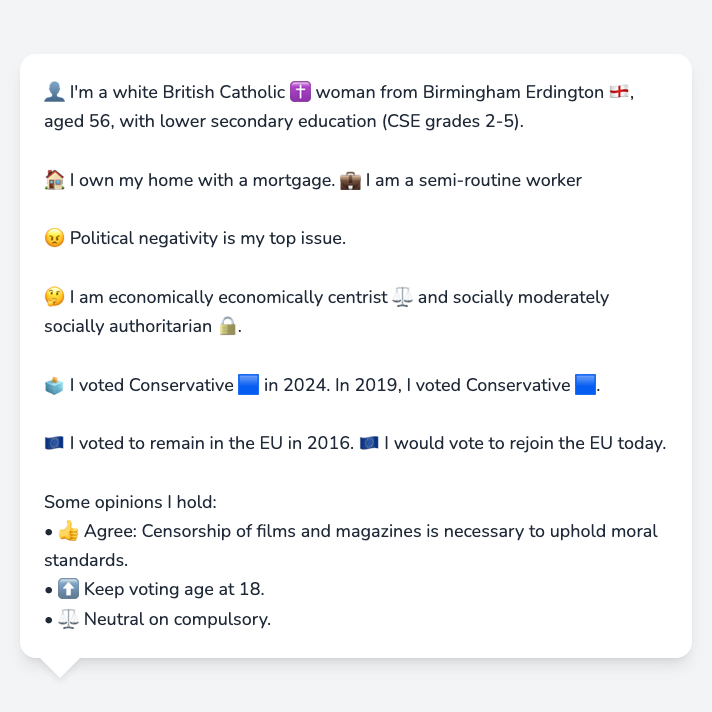 👤 I'm a white British Catholic ✝️ woman from Birmingham Erdington 🏴󠁧󠁢󠁥󠁮󠁧󠁿,
aged 56, with lower secondary education (CSE grades 2-5).
🏠 I own my home with a mortgage. 💼 I am a semi-routine worker
😠 Political negativity is my top issue.
🤔 I am economically economically centrist ⚖️ and socially moderately
socially authoritarian 🔒.
🗳️ I voted Conservative 🟦 in 2024. In 2019, I voted Conservative 🟦.
🇪🇺 I voted to remain in the EU in 2016. 🇪🇺 I would vote to rejoin the EU today.
Some opinions I hold:
• 👍 Agree: Censorship of films and magazines is necessary to uphold moral
standards.
• ⬆️ Keep voting age at 18.
• ⚖️ Neutral on compulsory.